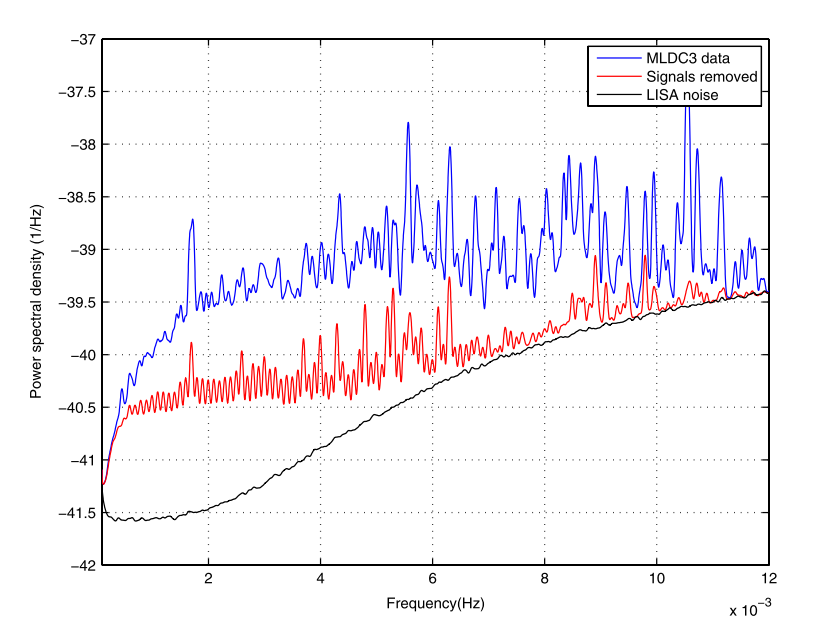 −37
−37.5
−38
−38.5
−39
−39.5
−40
−40.5
−41
−41.5
−42
Power spectral density (1/Hz)
MLDC3 data
Signals removed
LISA noise
2 4 6 8 10 12
Frequency(Hz)
x 10−3